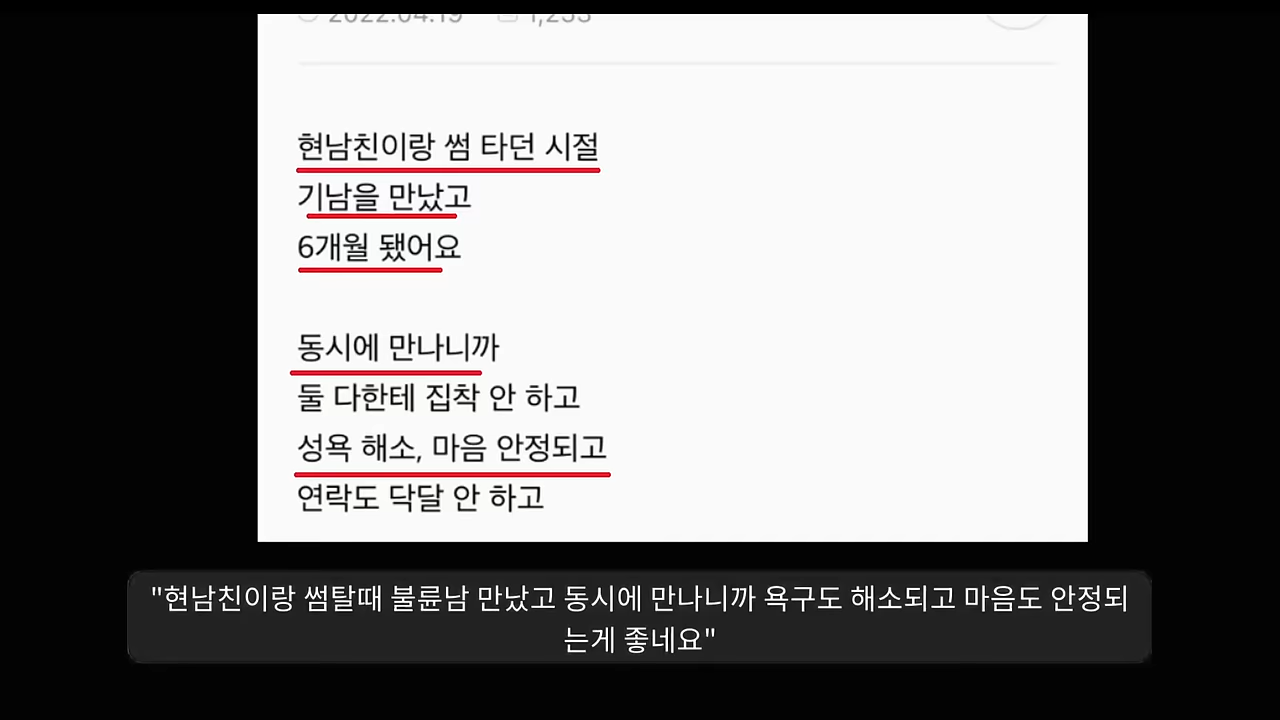 2022.04.19 1,253
현남친이랑 썸 타던 시절
기남을 만났고
6개월 됐어요
동시에 만나니까
둘 다한테 집착 안 하고
성욕 해소, 마음 안정되고
연락도 닥달 안 하고
"현남친이랑 썸탈때 불륜남 만났고 동시에 만나니까 욕구도 해소되고 마음도 안정되
는게 좋네요"